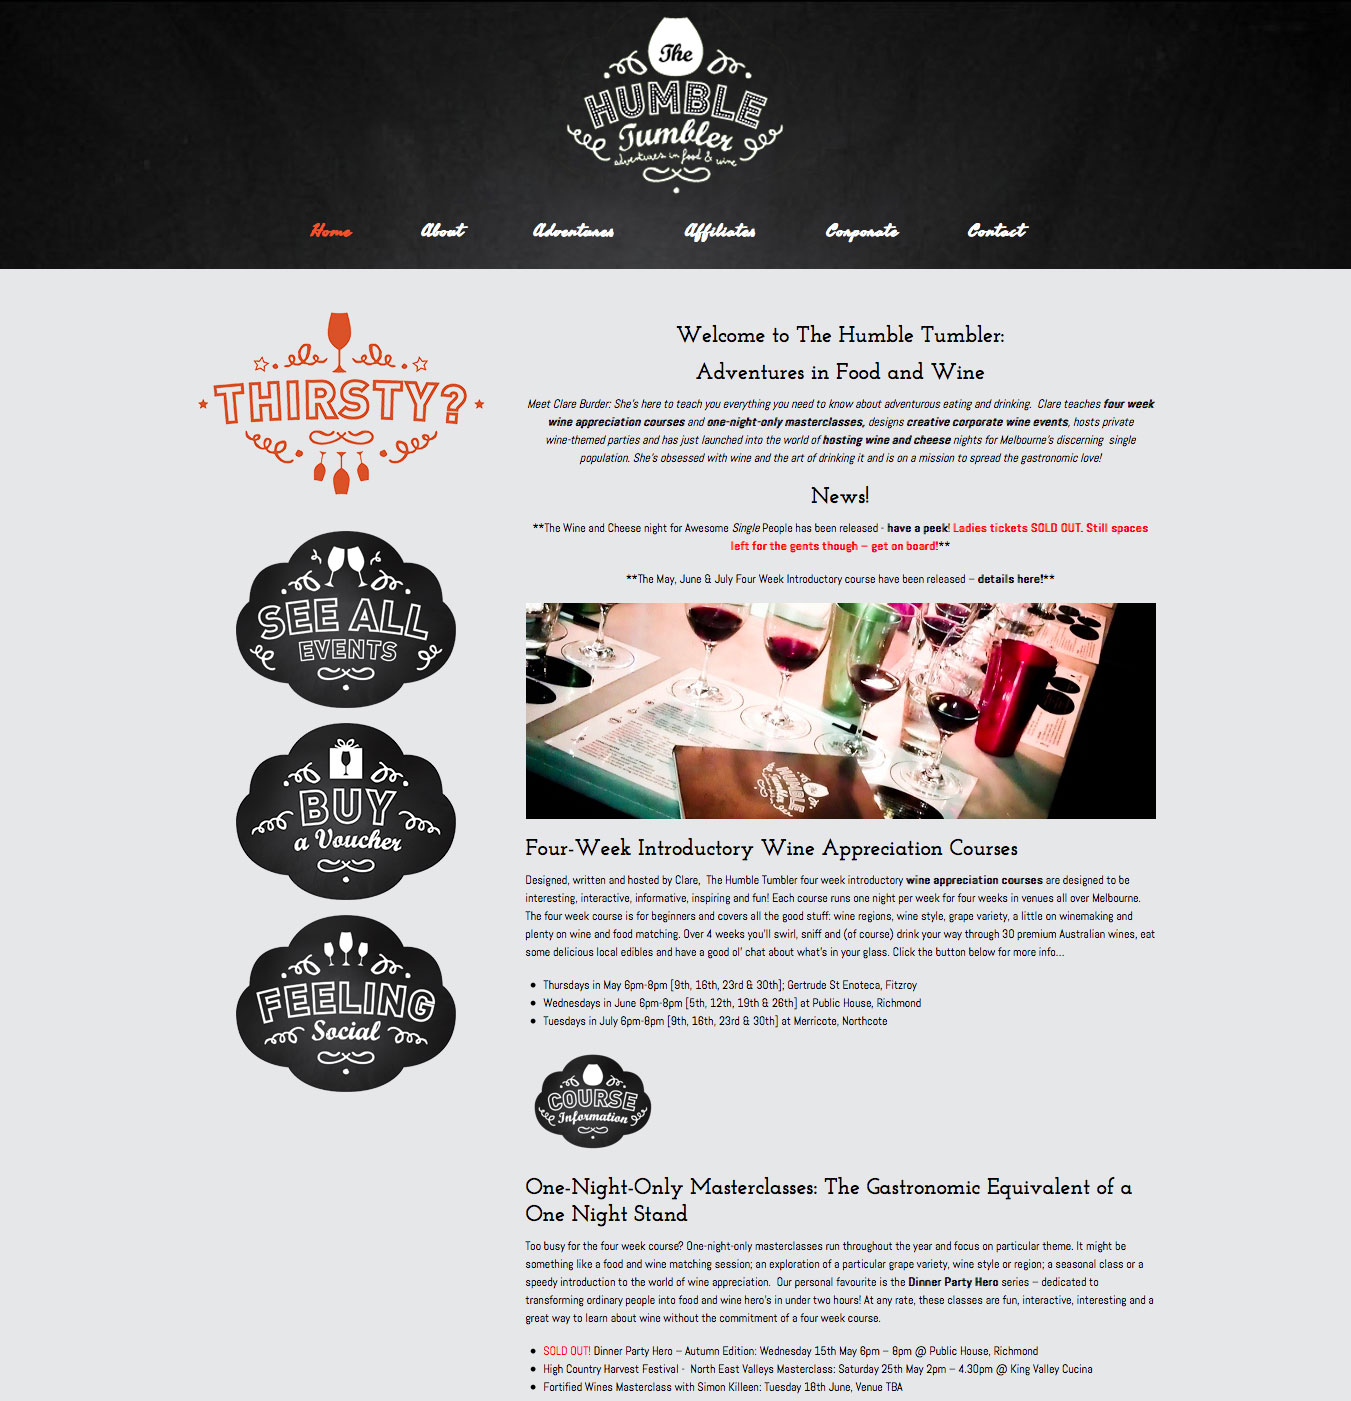 The
HUMBLE
Tumbler
adventures in food & wine
Home About Adventures Affiliates Corporate Contact
THIRSTY?
SEE ALL
EVENTS
BUY
a Voucher
FEELING
Social
Welcome to The Humble Tumbler:
Adventures in Food and Wine
Meet Clare Burder: She's here to teach you everything you need to know about adventurous eating and drinking. Clare teaches four week
wine appreciation courses and one-night-only masterclasses, designs creative corporate wine events, hosts private
wine-themed parties and has just launched into the world of hosting wine and cheese nights for Melbourne's discerning single
population. She's obsessed with wine and the art of drinking it and is on a mission to spread the gastronomic love!
News!
**The Wine and Cheese night for Awesome Single People has been released - have a peek! Ladies tickets SOLD OUT. Still spaces
left for the gents though – get on board!**
**The May, June & July Four Week Introductory course have been released – details here!**
The
HUMBLE
Tumbler
Four-Week Introductory Wine Appreciation Courses
Designed, written and hosted by Clare, The Humble Tumbler four week introductory wine appreciation courses are designed to be
interesting, interactive, informative, inspiring and fun! Each course runs one night per week for four weeks in venues all over Melbourne.
The four week course is for beginners and covers all the good stuff: wine regions, wine style, grape variety, a little on winemaking and
plenty on wine and food matching. Over 4 weeks you'll swirl, sniff and (of course) drink your way through 30 premium Australian wines, eat
some delicious local edibles and have a good ol' chat about what's in your glass. Click the button below for more info…
• Thursdays in May 6pm-8pm [9th, 16th, 23rd & 30th]; Gertrude St Enoteca, Fitzroy
• Wednesdays in June 6pm-8pm [5th, 12th, 19th & 26th] at Public House, Richmond
• Tuesdays in July 6pm-8pm [9th, 16th, 23rd & 30th] at Merricote, Northcote
COURSE
Information
One-Night-Only Masterclasses: The Gastronomic Equivalent of a
One Night Stand
Too busy for the four week course? One-night-only masterclasses run throughout the year and focus on particular theme. It might be
something like a food and wine matching session; an exploration of a particular grape variety, wine style or region; a seasonal class or a
speedy introduction to the world of wine appreciation. Our personal favourite is the Dinner Party Hero series – dedicated to
transforming ordinary people into food and wine hero's in under two hours! At any rate, these classes are fun, interactive, interesting and a
great way to learn about wine without the commitment of a four week course.
• SOLD OUT! Dinner Party Hero – Autumn Edition: Wednesday 15th May 6pm – 8pm @ Public House, Richmond
• High Country Harvest Festival - North East Valleys Masterclass: Saturday 25th May 2pm – 4.30pm @ King Valley Cucina
• Fortified Wines Masterclass with Simon Killeen: Tuesday 18th June, Venue TBA